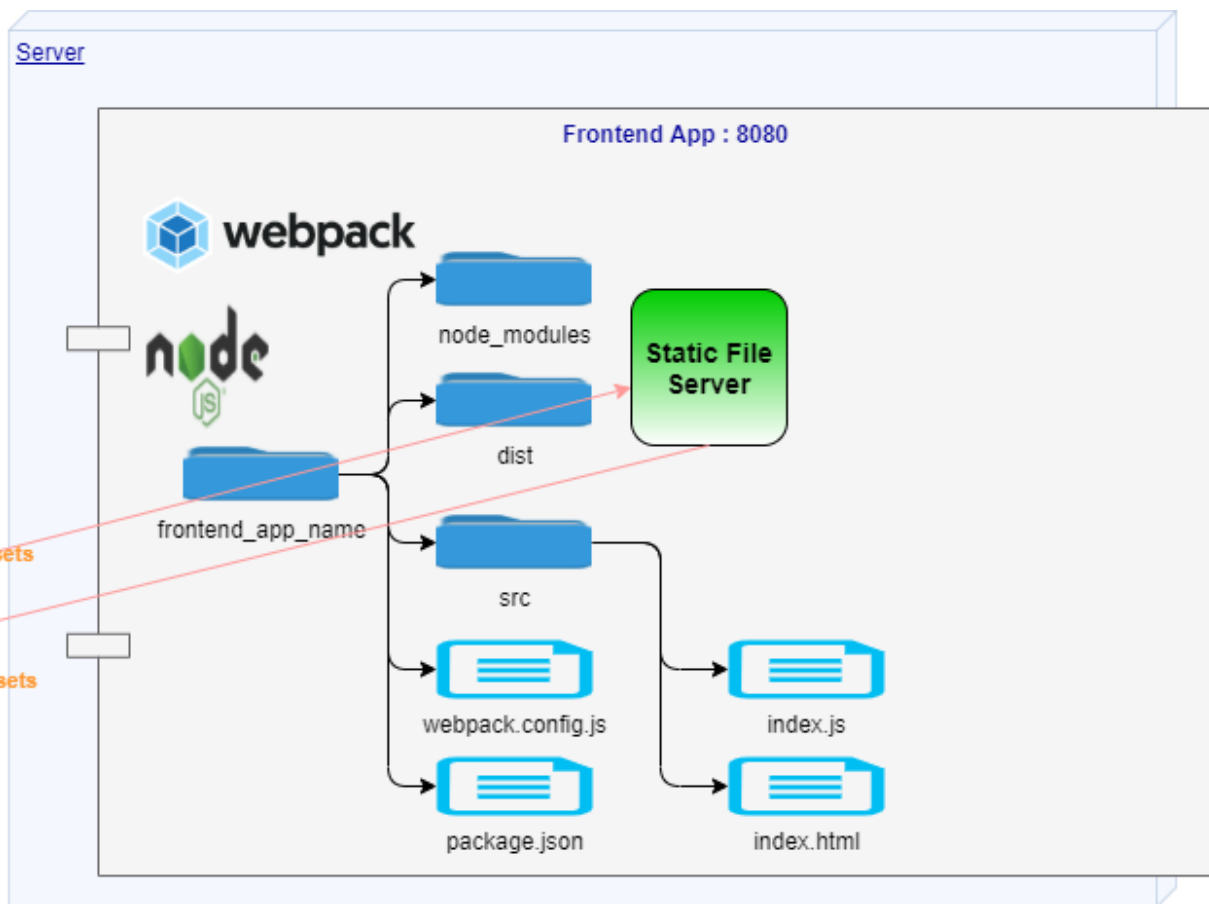 Server
Frontend App : 8080
webpack
node
JS
node_modules
Static File
Server
dist
frontend_app_name
src
webpack.config.js
index.js
package.json
index.html